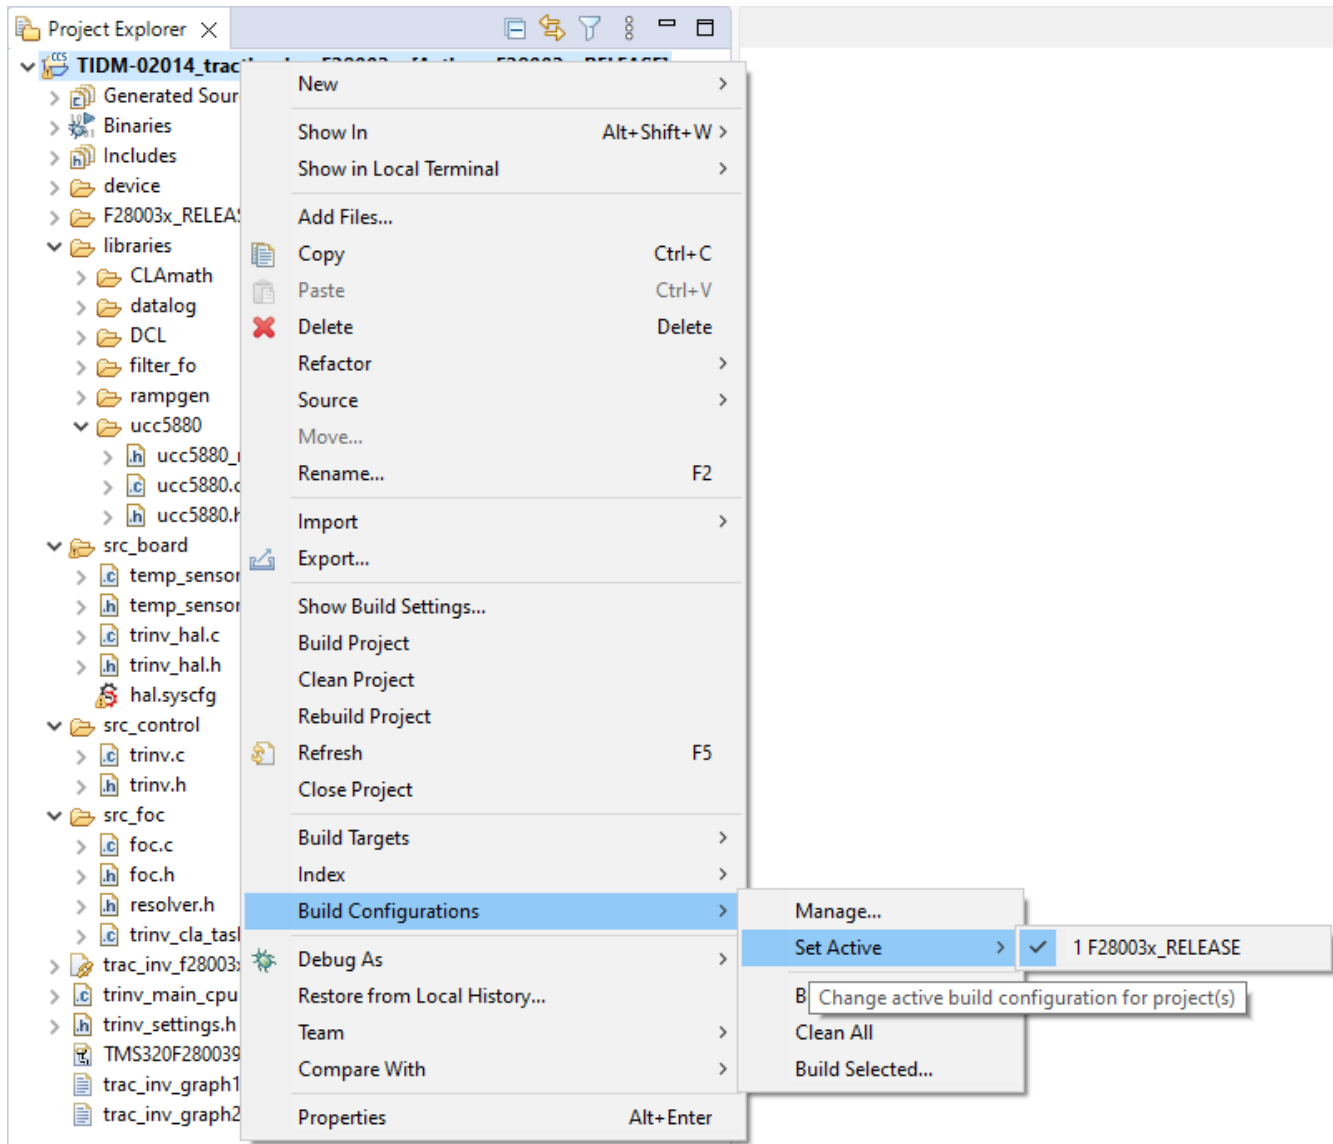 Project Explorer
TIDM-02014_trac
Generated Sour
Binaries
Includes
device
F28003x_RELEA
libraries
CLAmath
datalog
DCL
filter_fo
rampgen
ucc5880
ucc5880_
ucc5880.c
ucc5880.h
src_board
temp_sensor
temp_sensor
trinv_hal.c
trinv_hal.h
hal.syscfg
src_control
trinv.c
trinv.h
src_foc
foc.c
foc.h
resolver.h
trinv_cla_tas
trac_inv_f28003x
trinv_main_cpu
trinv_settings.h
TMS320F280039
trac_inv_graph1
trac_inv_graph2
New
Show In Alt+Shift+W
Show in Local Terminal
Add Files...
Copy Ctrl+C
Paste Ctrl+V
Delete Delete
Refactor
Source
Move...
Rename... F2
Import
Export...
Show Build Settings...
Build Project
Clean Project
Rebuild Project
Refresh F5
Close Project
Build Targets
Index
Build Configurations
Debug As
Restore from Local History...
Team
Compare With
Properties Alt+Enter
Manage...
Set Active
B
Clean All
Build Selected...
1 F28003x_RELEASE
Change active build configuration for project(s)